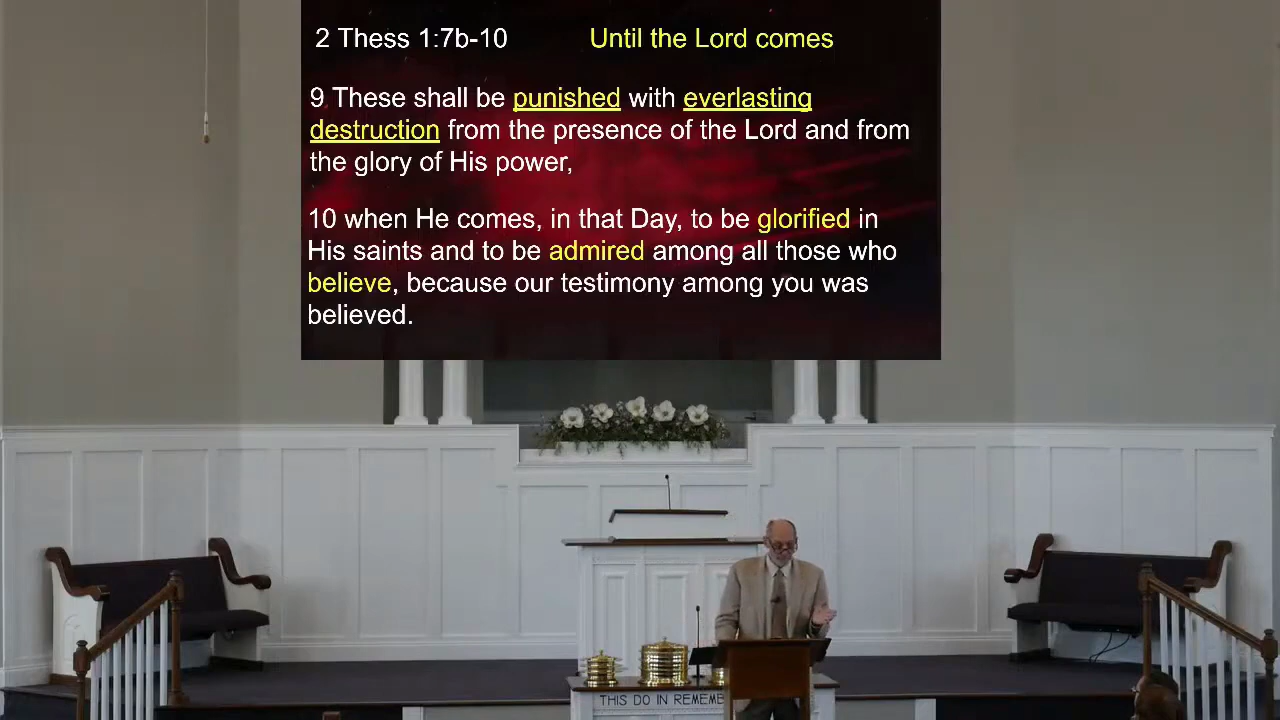 2 Thess 1:7b-10 Until the Lord comes
9 These shall be punished with everlasting
destruction from the presence of the Lord and from
the glory of His power,
10 when He comes, in that Day, to be glorified in
His saints and to be admired among all those who
believe, because our testimony among you was
believed.
THIS DO IN REMEME